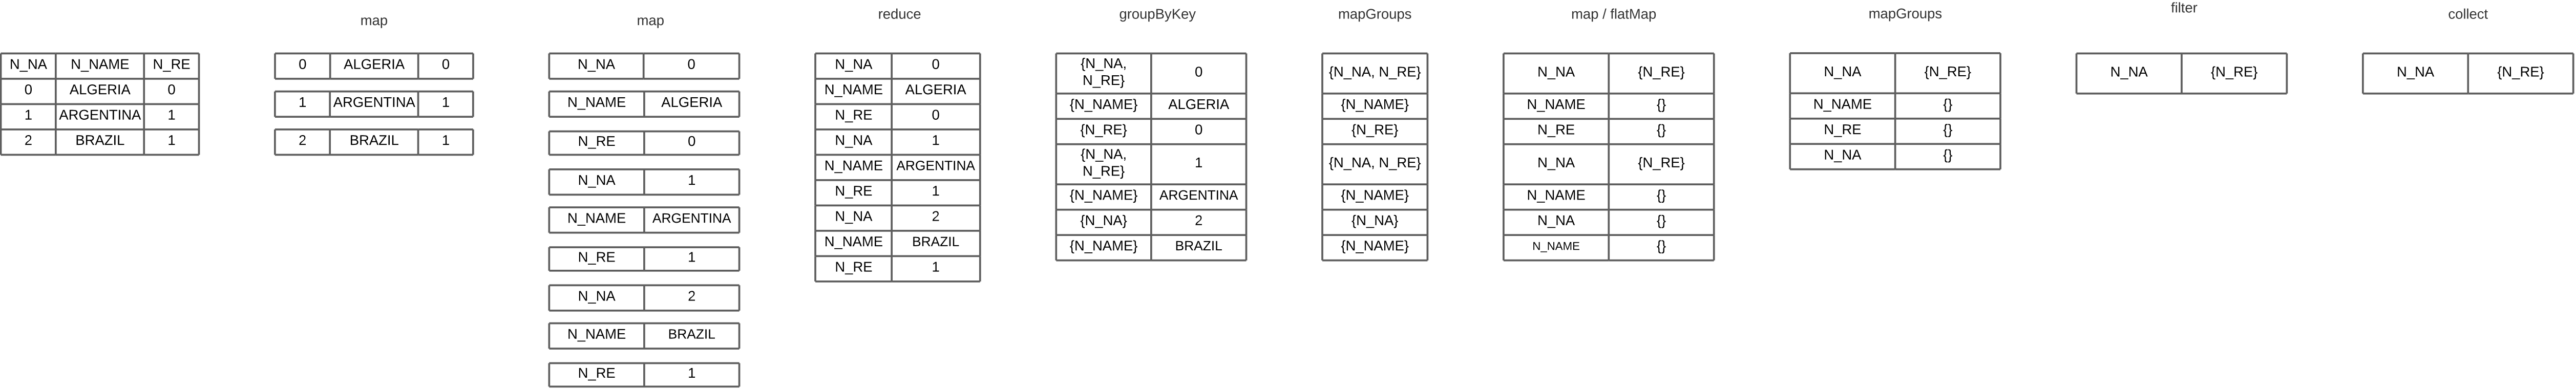 map
map
reduce
groupByKey
mapGroups
map / flatMap
mapGroups
filter
collect
N_NA N_NAME N_RE
0 ALGERIA 0
1 ARGENTINA 1
2 BRAZIL 1
0 ALGERIA 0
1 ARGENTINA 1
2 BRAZIL 1
N_NA 0
N_NAME ALGERIA
N_RE 0
N_NA 1
N_NAME ARGENTINA
N_RE 1
N_NA 2
N_NAME BRAZIL
N_RE 1
N_NA 0
N_NAME ALGERIA
N_RE 0
N_NA 1
N_NAME ARGENTINA
N_RE 1
N_NA 2
N_NAME BRAZIL
N_RE 1
{N_NA,
N_RE} 0
{N_NAME} ALGERIA
{N_RE} 0
{N_NA,
N_RE} 1
{N_NAME} ARGENTINA
{N_NA} 2
{N_NAME} BRAZIL
{N_NA, N_RE}
{N_NAME}
{N_RE}
{N_NA, N_RE}
{N_NAME}
{N_NA}
{N_NAME}
N_NA {N_RE}
N_NAME {}
N_RE {}
N_NA {N_RE}
N_NAME {}
N_NA {}
N_NAME {}
N_NA {N_RE}
N_NAME {}
N_RE {}
N_NA {}
N_NA {N_RE}
N_NA {N_RE}